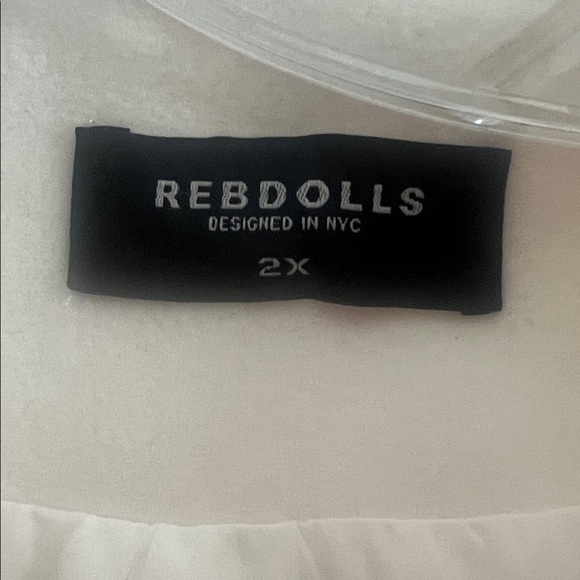 REBDOLLS
DESIGNED IN NYC
2X